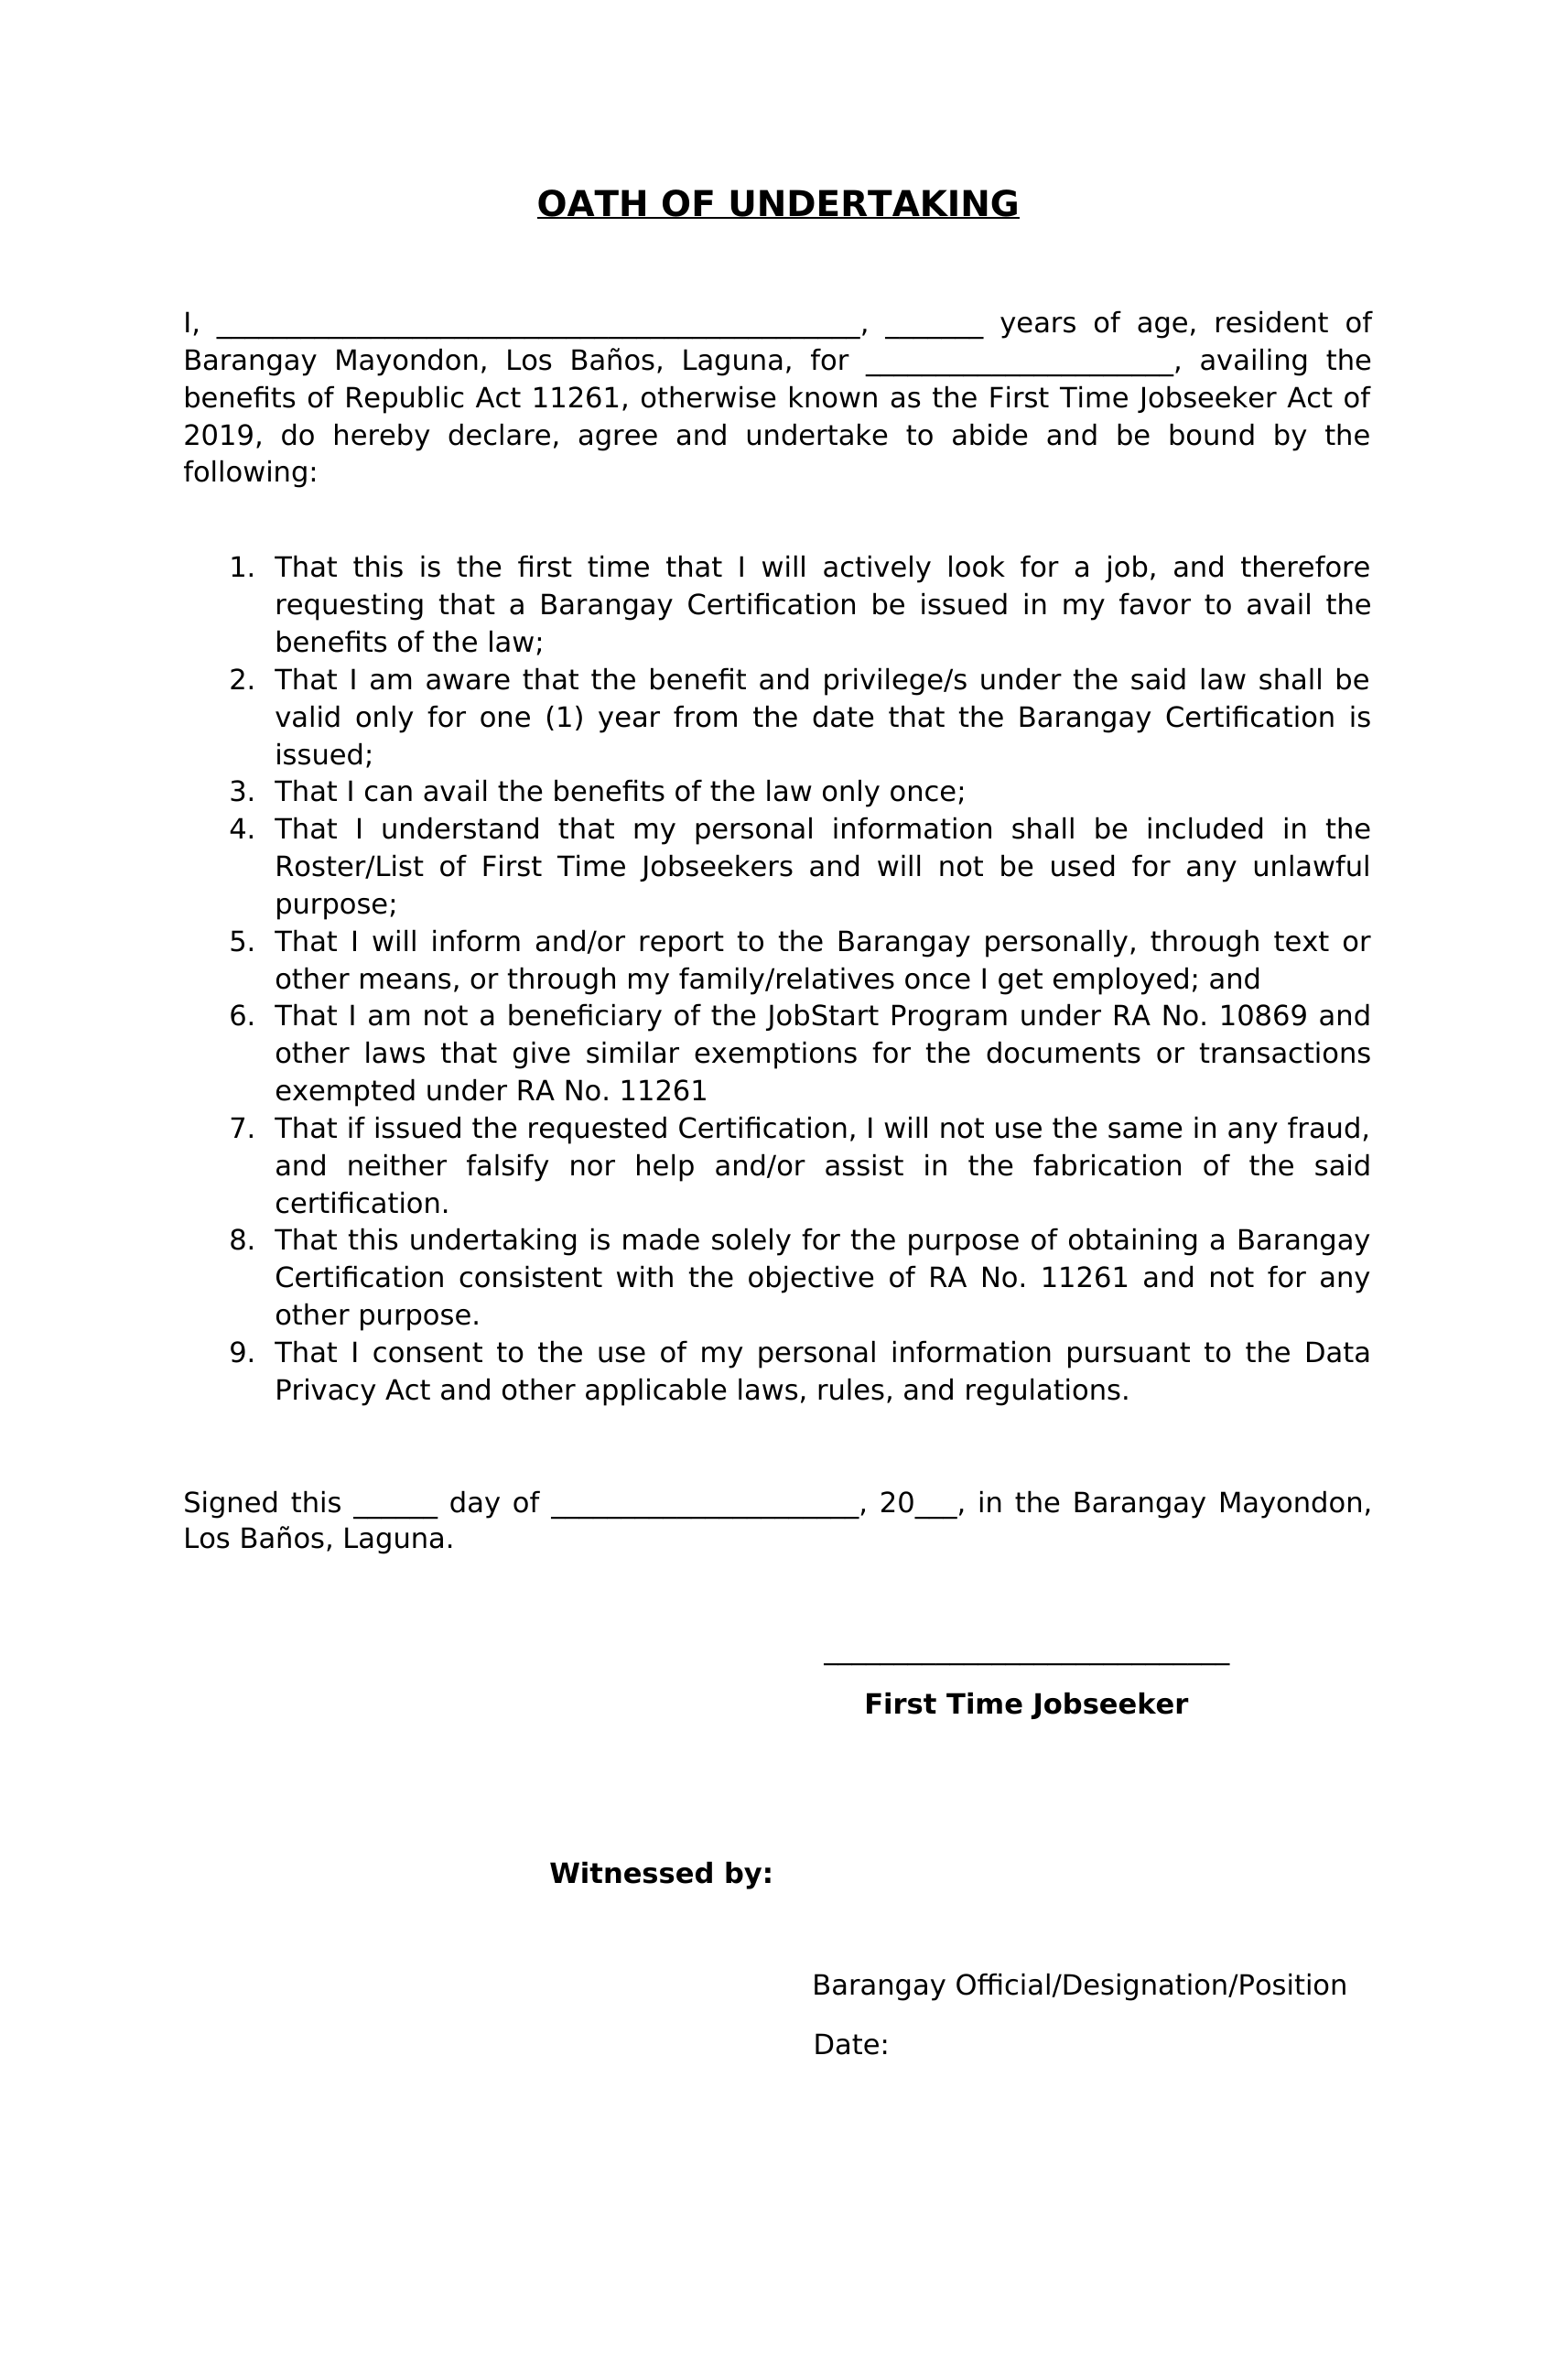 OATH OF UNDERTAKING
I, ______________________________________________, _______ years of age, resident of
Barangay Mayondon, Los Baños, Laguna, for ______________________, availing the
benefits of Republic Act 11261, otherwise known as the First Time Jobseeker Act of
2019, do hereby declare, agree and undertake to abide and be bound by the
following:
1. That this is the first time that I will actively look for a job, and therefore
requesting that a Barangay Certification be issued in my favor to avail the
benefits of the law;
2. That I am aware that the benefit and privilege/s under the said law shall be
valid only for one (1) year from the date that the Barangay Certification is
issued;
3. That I can avail the benefits of the law only once;
4. That I understand that my personal information shall be included in the
Roster/List of First Time Jobseekers and will not be used for any unlawful
purpose;
5. That I will inform and/or report to the Barangay personally, through text or
other means, or through my family/relatives once I get employed; and
6. That I am not a beneficiary of the JobStart Program under RA No. 10869 and
other laws that give similar exemptions for the documents or transactions
exempted under RA No. 11261
7. That if issued the requested Certification, I will not use the same in any fraud,
and neither falsify nor help and/or assist in the fabrication of the said
certification.
8. That this undertaking is made solely for the purpose of obtaining a Barangay
Certification consistent with the objective of RA No. 11261 and not for any
other purpose.
9. That I consent to the use of my personal information pursuant to the Data
Privacy Act and other applicable laws, rules, and regulations.
Signed this ______ day of ______________________, 20___, in the Barangay Mayondon,
Los Baños, Laguna.
_____________________________
First Time Jobseeker
Witnessed by:
Barangay Official/Designation/Position
Date: